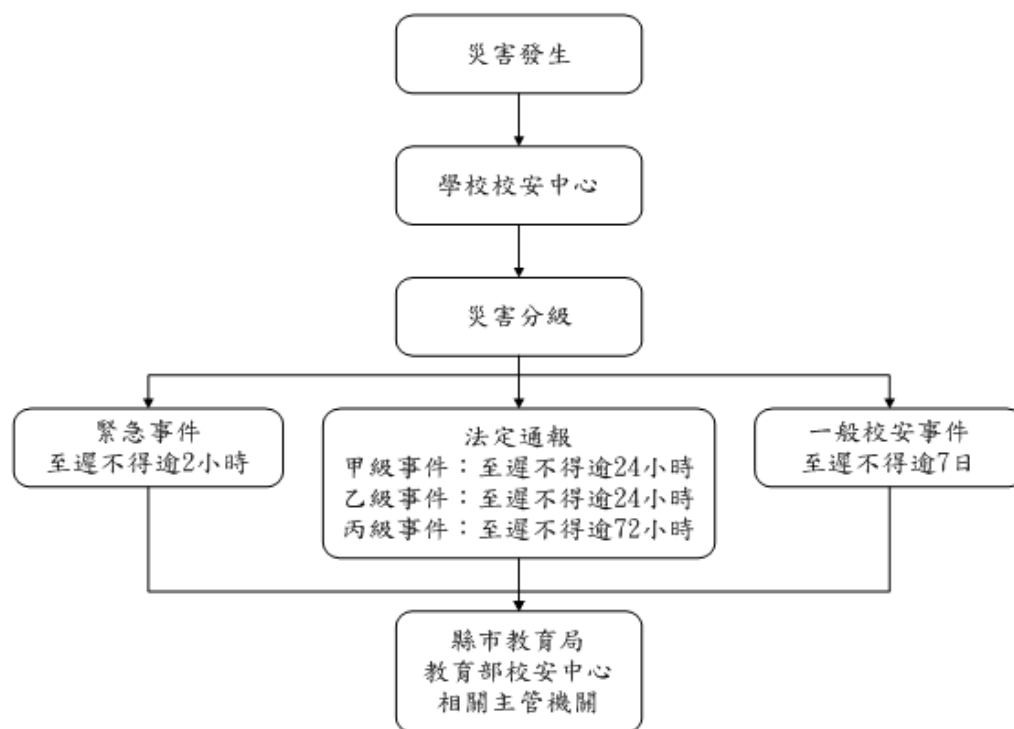 災害發生
學校校安中心
災害分級
緊急事件
至遲不得逾2小時
法定通報
甲級事件：至遲不得逾24小時
乙級事件：至遲不得逾24小時
丙級事件：至遲不得逾72小時
一般校安事件
至遲不得逾7日
縣市教育局
教育部校安中心
相關主管機關